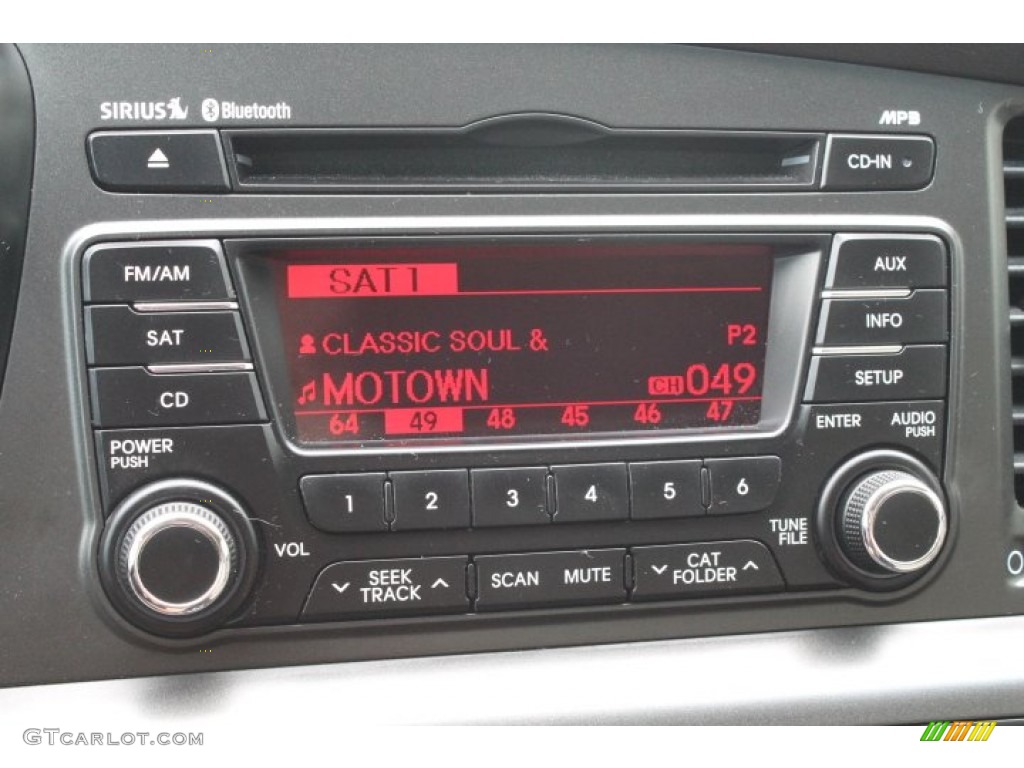 SIRIUS Bluetooth MP3
CD-IN
FM/AM
SAT
CD
SAT 1
CLASSIC SOUL & P2
MOTOWN CH 049
64 49 48 45 46 47
AUX
INFO
SETUP
POWER
PUSH
ENTER
AUDIO
PUSH
1 2 3 4 5 6
VOL
TUNE
FILE
SEEK
TRACK
SCAN MUTE
CAT
FOLDER
GTCARLOT.COM